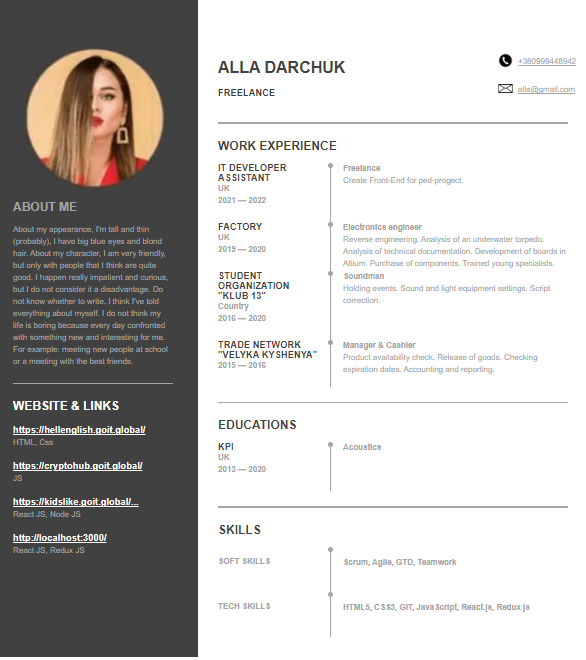 ALLA DARCHUK
FREELANCE
+380999448942
alla@gmail.com
ABOUT ME
About my appearance, I'm tall and thin
(probably), I have big blue eyes and blond
hair. About my character, I am very friendly,
but only with people that I think are quite
good. I happen really impatient and curious,
but I do not consider it a disadvantage. Do
not know whether to write. I think I've told
everything about myself. I do not think my
life is boring because every day confronted
with something new and interesting for me.
For example: meeting new people at school
or a meeting with the best friends.
WEBSITE & LINKS
https://hellenglish.goit.global/
HTML, Css
https://cryptohub.goit.global/
JS
https://kidslike.goit.global/...
React JS, Node JS
http://localhost:3000/
React JS, Redux JS
WORK EXPERIENCE
IT DEVELOPER
ASSISTANT
UK
2021 — 2022
Freelance
Create Front-End for ped-progect.
FACTORY
UK
2019 — 2020
Electronics engineer
Reverse engineering. Analysis of an underwater torpedo.
Analysis of technical documentation. Development of boards in
Altium. Purchase of components. Trained young specialists.
STUDENT
ORGANIZATION
"KLUB 13"
Country
2016 — 2020
Soundman
Holding events. Sound and light equipment settings. Script
correction.
TRADE NETWORK
"VELYKA KYSHENYA"
2015 — 2016
Manager & Cashier
Product availability check. Release of goods. Checking
expiration dates. Accounting and reporting.
EDUCATIONS
KPI
UK
2013 — 2020
Acoustics
SKILLS
SOFT SKILLS
Scrum, Agile, GTD, Teamwork
TECH SKILLS
HTML5, CSS3, GIT, JavaScript, React.js, Redux js